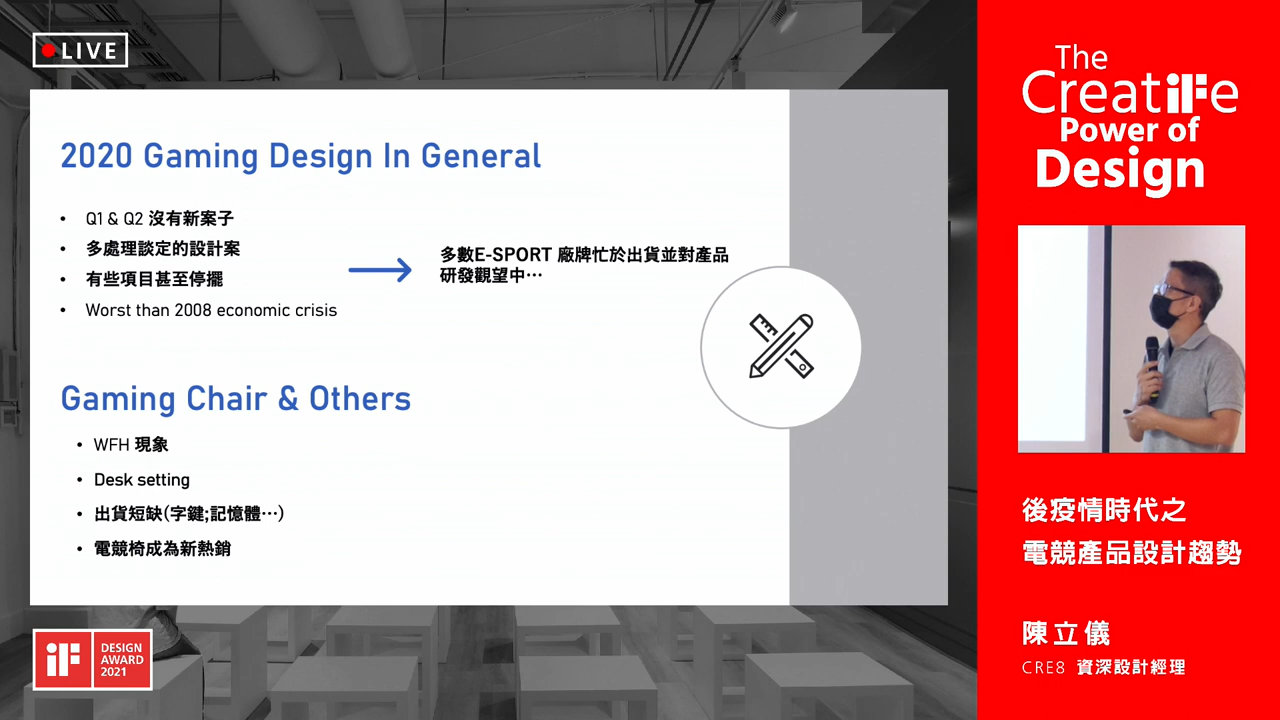 LIVE
2020 Gaming Design In General
• Q1 & Q2 沒有新案子
• 多處理談定的設計案
• 有些項目甚至停擺
• Worst than 2008 economic crisis
多數E-SPORT 廠牌忙於出貨並對產品
研發觀望中…
Gaming Chair & Others
• WFH 現象
• Desk setting
• 出貨短缺(字鍵;記憶體…)
• 電競椅成為新熱銷
iF
DESIGN
AWARD
2021
The
CreatiFe
Power of
Design
後疫情時代之
電競產品設計趨勢
陳立儀
CRE8 資深設計經理